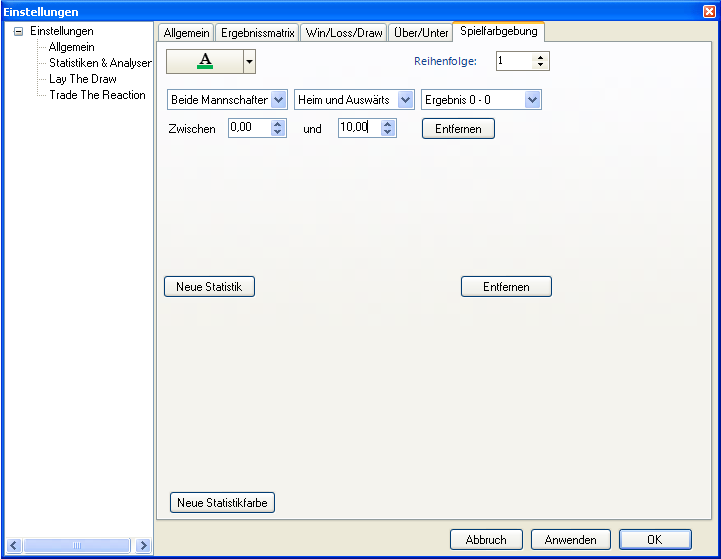 Einstellungen
Einstellungen
Allgemein
Statistiken & Analyser
Lay The Draw
Trade The Reaction
Allgemein Ergebnissmatrix Win/Loss/Draw Über/Unter Spielfarbgebung
A Reihenfolge: 1
Beide Mannschafter Heim und Auswärts Ergebnis 0 - 0
Zwischen 0,00 und 10,00 Entfernen
Neue Statistik Entfernen
Neue Statistikfarbe
Abbruch Anwenden OK